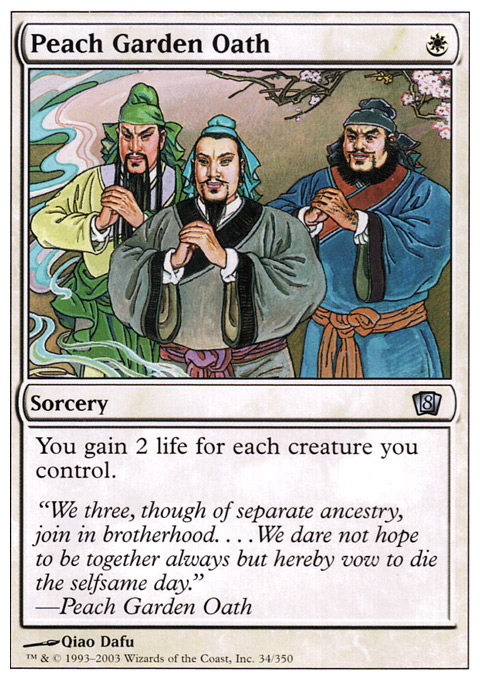 Peach Garden Oath
Sorcery
8
You gain 2 life for each creature you
control.
“We three, though of separate ancestry,
join in brotherhood. . . . We dare not hope
to be together always but hereby vow to die
the selfsame day.”
—Peach Garden Oath
Qiao Dafu
™ & © 1993–2003 Wizards of the Coast, Inc. 34/350